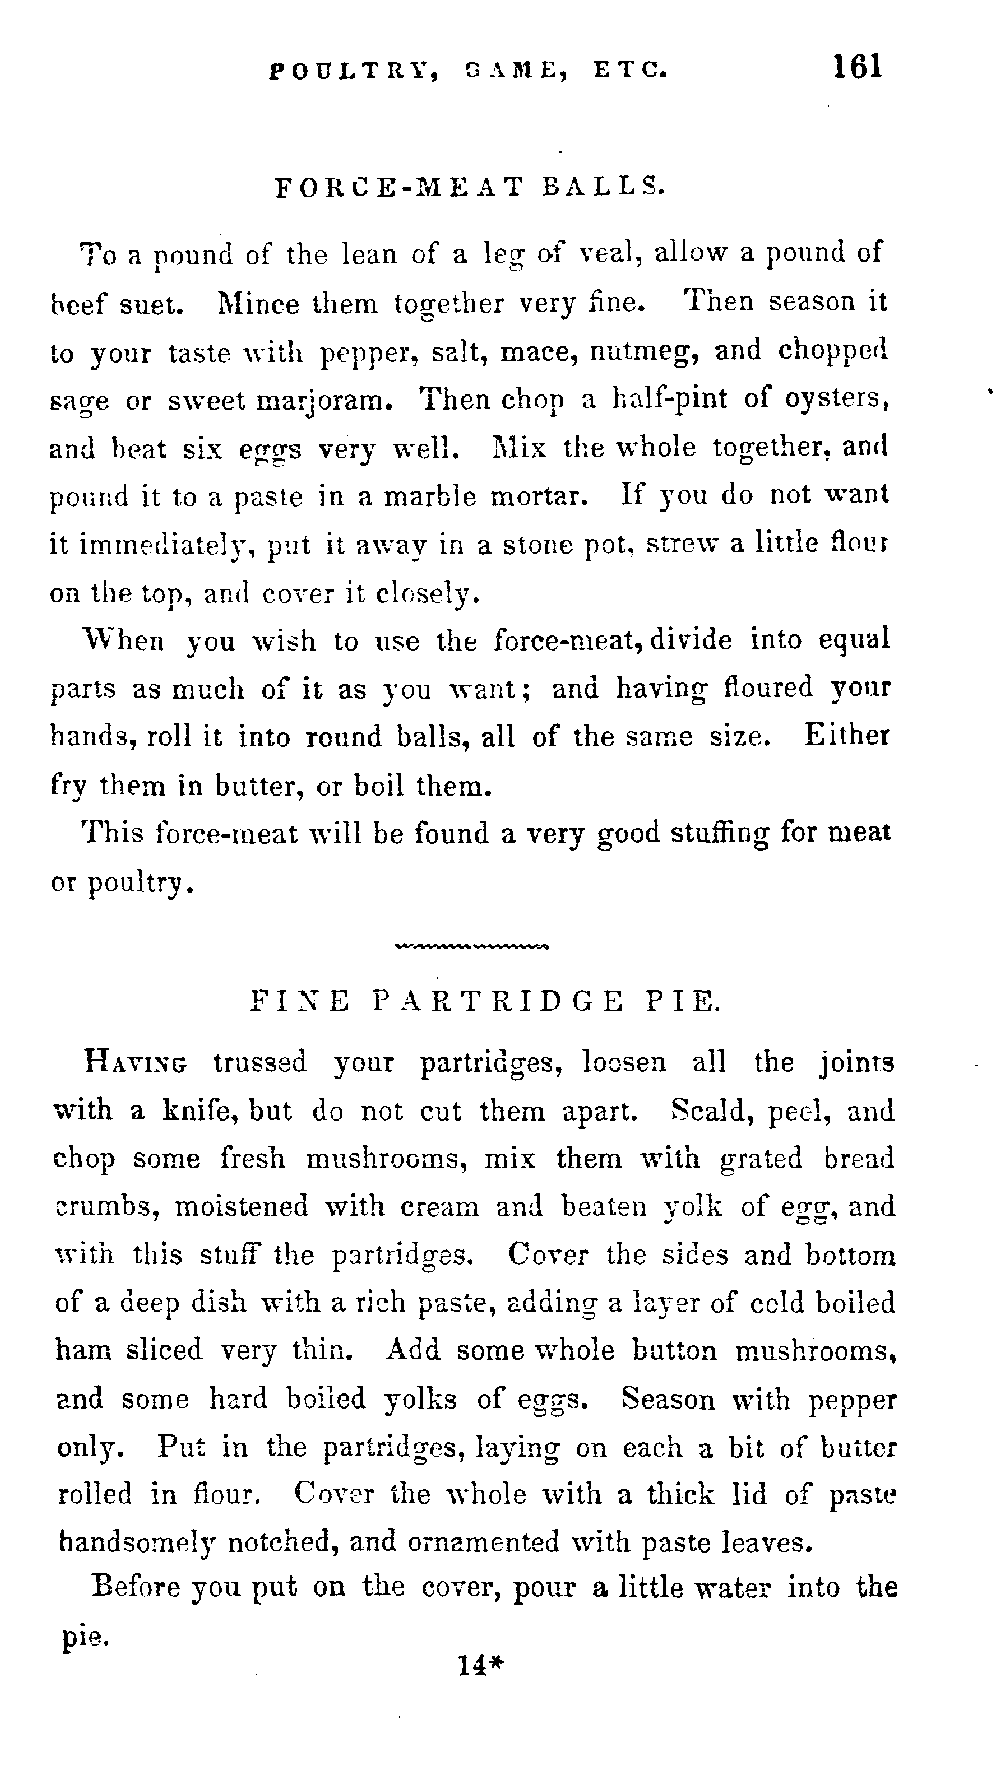 POULTRY, GAME, ETC. 161
FORCE-MEAT BALLS.
To a pound of the lean of a leg of veal, allow a pound of
beef suet. Mince them together very fine. Then season it
to your taste with pepper, salt, mace, nutmeg, and chopped
sage or sweet marjoram. Then chop a half-pint of oysters,
and beat six eggs very well. Mix the whole together, and
pound it to a paste in a marble mortar. If you do not want
it immediately, put it away in a stone pot, strew a little flour
on the top, and cover it closely.
When you wish to use the force-meat, divide into equal
parts as much of it as you want; and having floured your
hands, roll it into round balls, all of the same size. Either
fry them in butter, or boil them.
This force-meat will be found a very good stuffing for meat
or poultry.
FINE PARTRIDGE PIE.
HAVING trussed your partridges, loosen all the joints
with a knife, but do not cut them apart. Scald, peel, and
chop some fresh mushrooms, mix them with grated bread
crumbs, moistened with cream and beaten yolk of egg, and
with this stuff the partridges. Cover the sides and bottom
of a deep dish with a rich paste, adding a layer of cold boiled
ham sliced very thin. Add some whole button mushrooms,
and some hard boiled yolks of eggs. Season with pepper
only. Put in the partridges, laying on each a bit of butter
rolled in flour. Cover the whole with a thick lid of paste
handsomely notched, and ornamented with paste leaves.
Before you put on the cover, pour a little water into the
pie.
14*